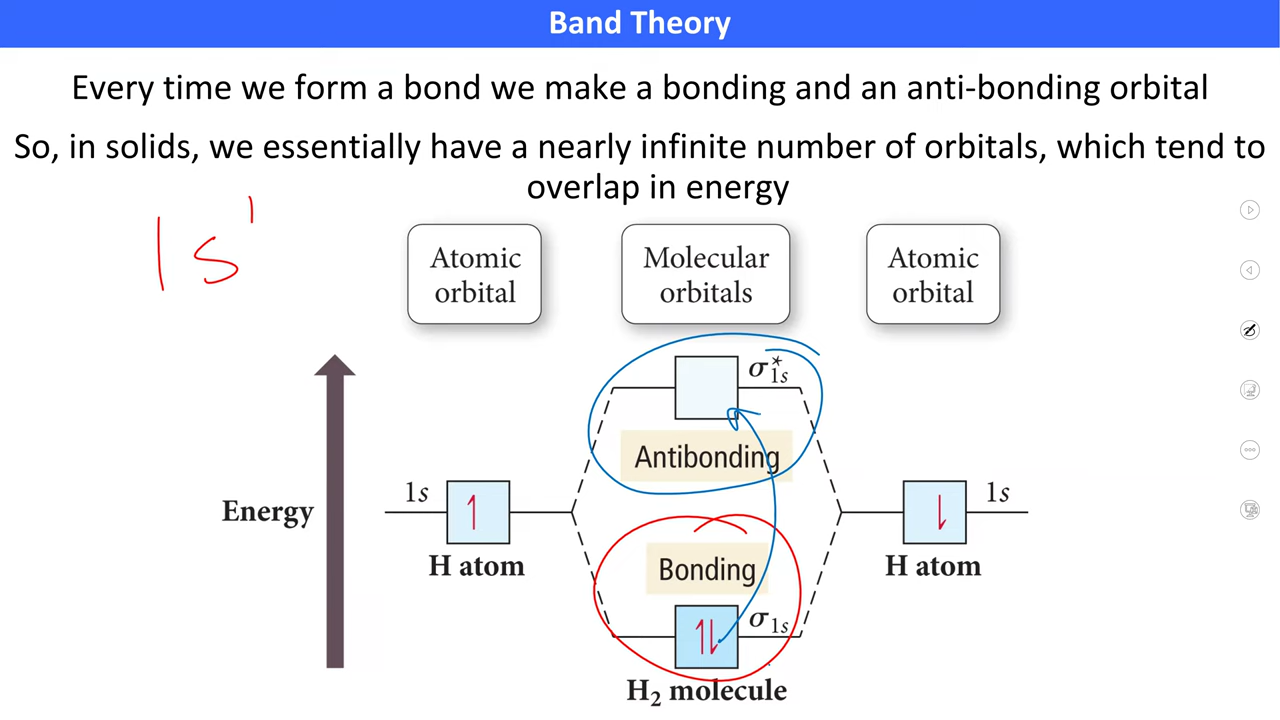 Band Theory
Every time we form a bond we make a bonding and an anti-bonding orbital
So, in solids, we essentially have a nearly infinite number of orbitals, which tend to
overlap in energy
1s¹
Atomic
orbital
Molecular
orbitals
Atomic
orbital
σ*1s
Antibonding
1s
1s
Energy
H atom
Bonding
H atom
σ1s
H₂ molecule